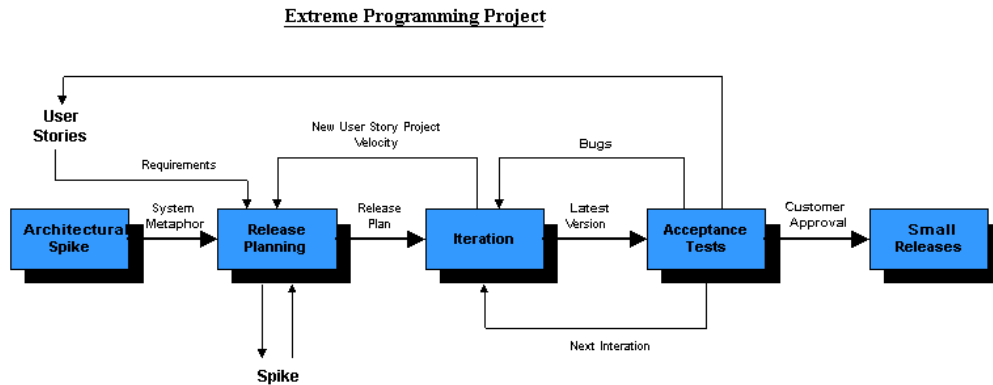 Extreme Programming Project
User
Stories
New User Story Project
Velocity
Bugs
Requirements
Architectural
Spike
System
Metaphor
Release
Planning
Release
Plan
Iteration
Latest
Version
Acceptance
Tests
Customer
Approval
Small
Releases
Next Interation
Spike